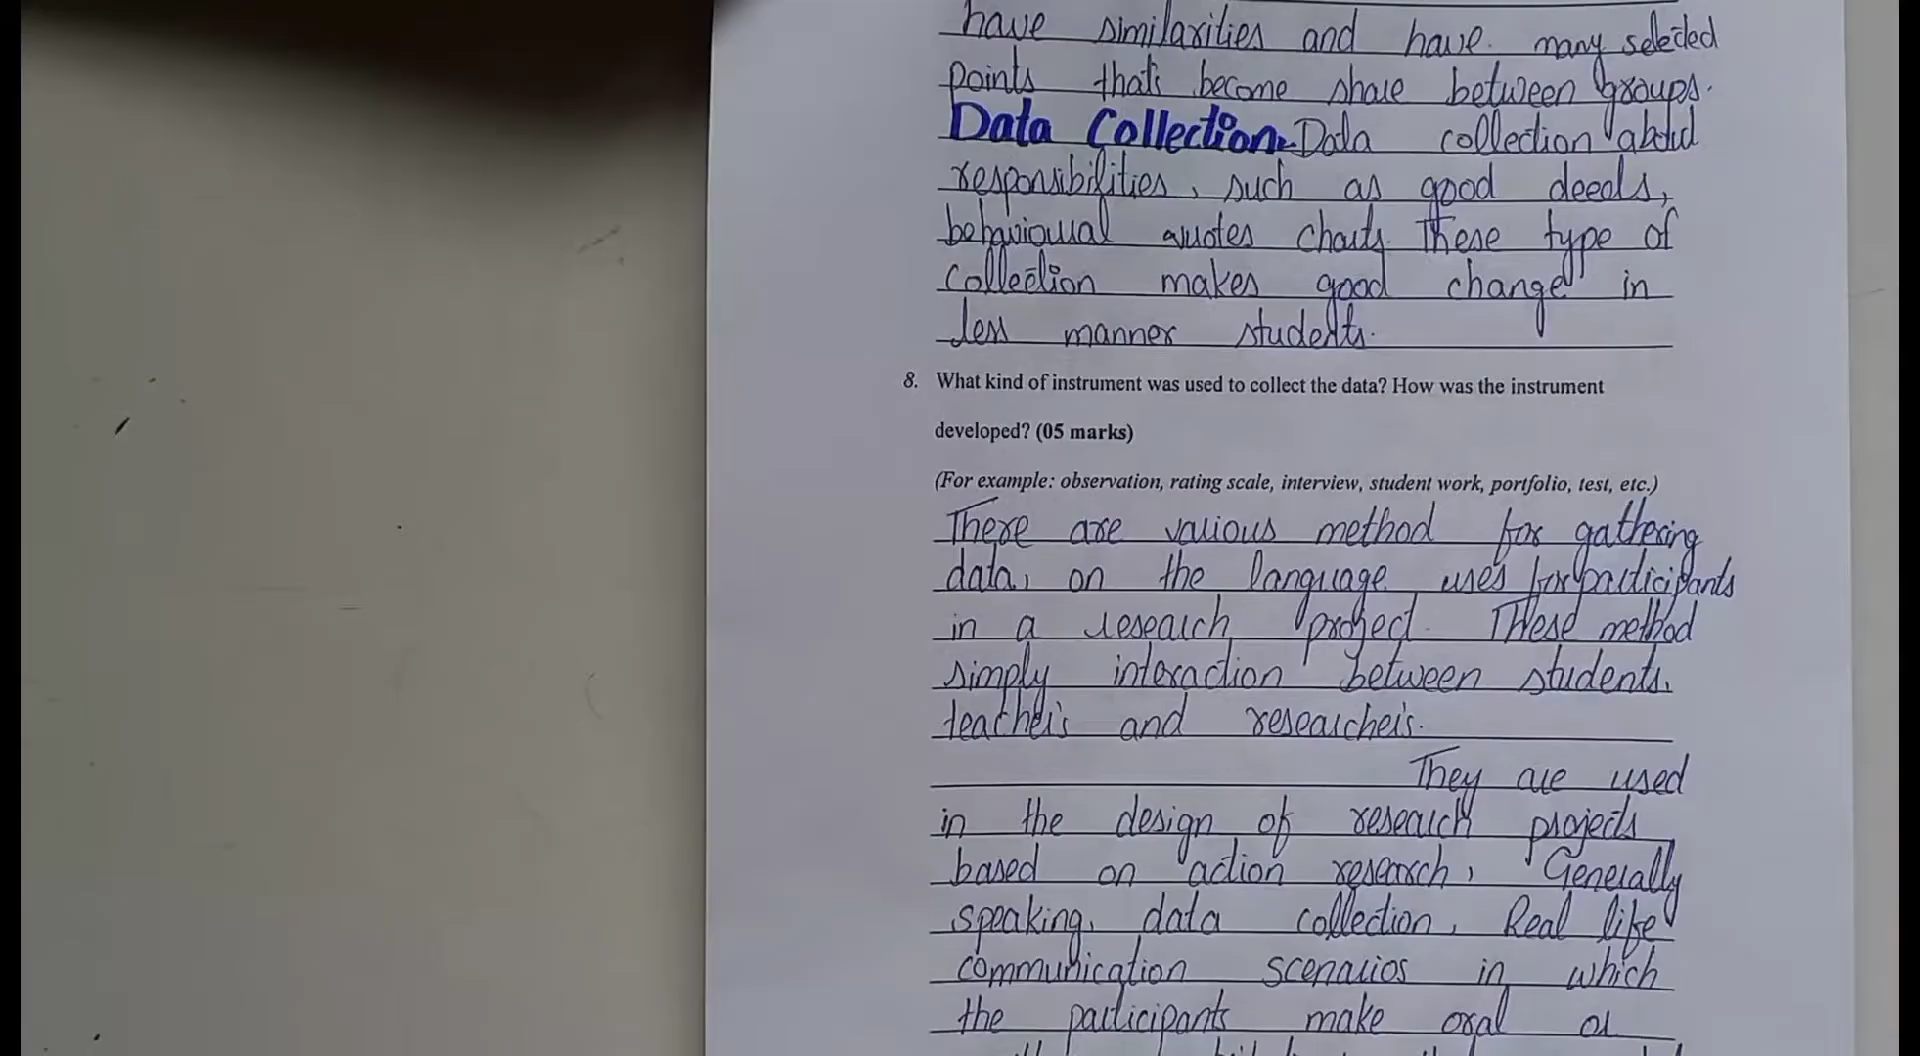 have similarities and have many selected
points that's become share between groups.
Data Collection:- Data collection about
responsibilities, such as good deeds,
behavioural quotes charts. These type of
collection makes good change in
less manner students.
8. What kind of instrument was used to collect the data? How was the instrument
developed? (05 marks)
(For example: observation, rating scale, interview, student work, portfolio, test, etc.)
There are various method for gathering
data, on the language uses for participants
in a research project. These method
simply interaction between students,
teacher's and researcher's.
They are used
in the design of research projects
based on action research, Generally
speaking, data collection, Real life
communication scenarios in which
the participants make oral or